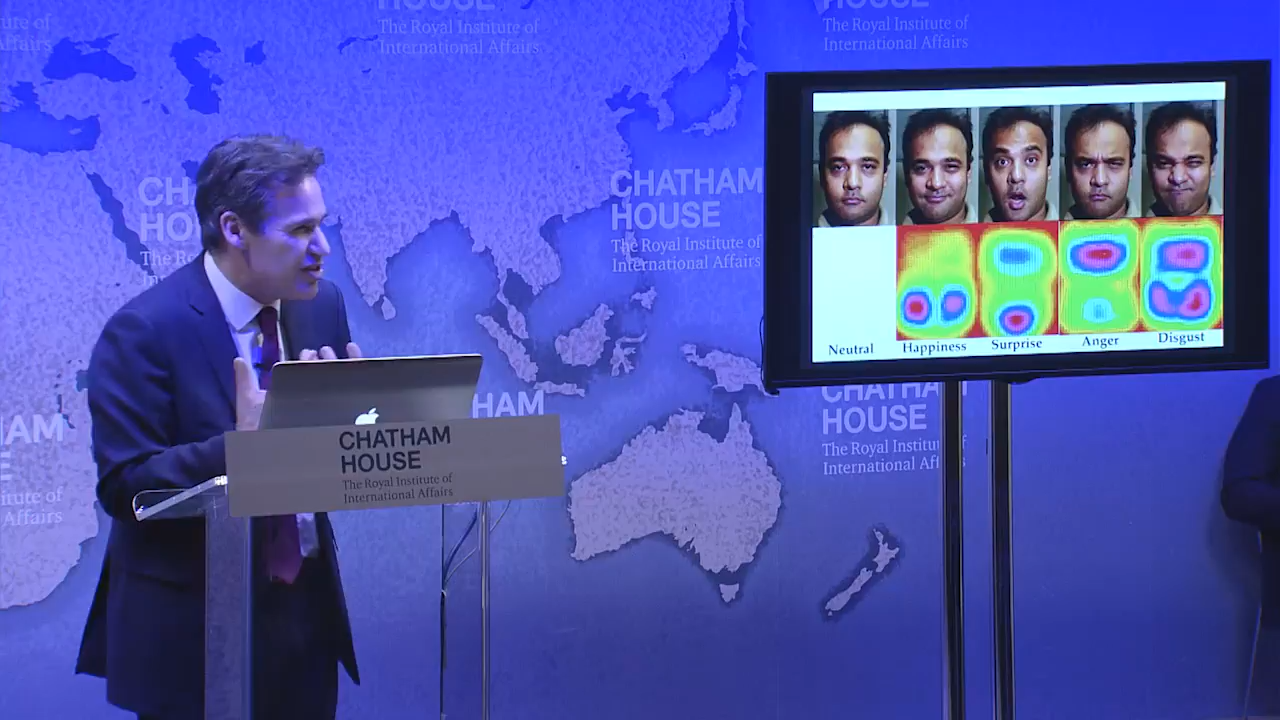 HOUSE
The Royal Institute of
International Affairs
HOUSE
The Royal Institute of
International Affairs
CHATHAM
HOUSE
The Royal Institute of
International Affairs
CHATHAM
HOUSE
The Royal Institute of
International Affairs
Neutral Happiness Surprise Anger Disgust